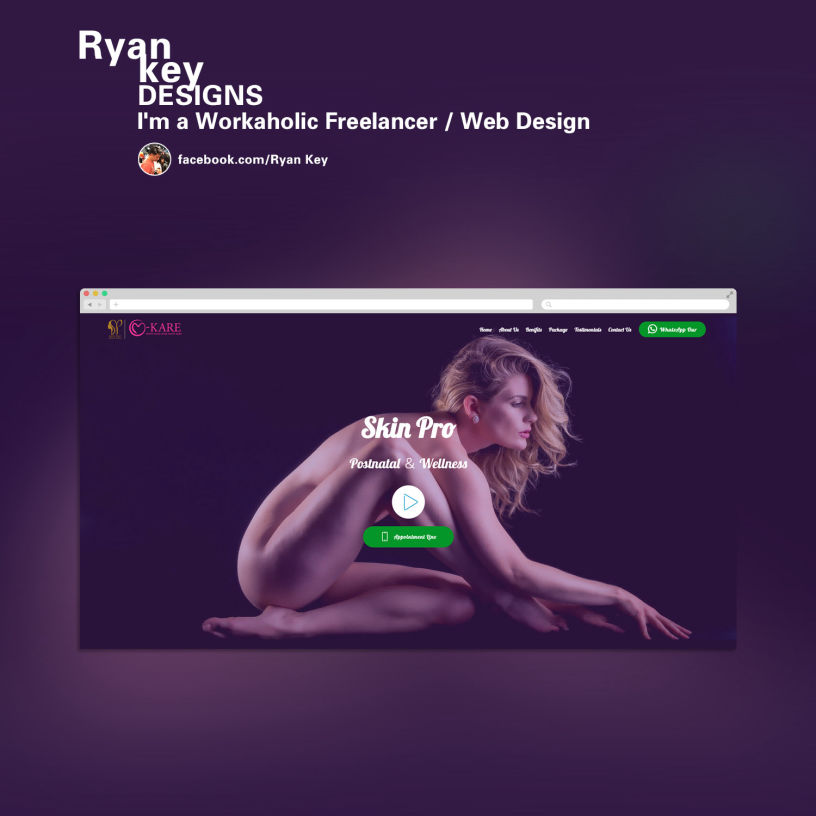 Ryan
key
DESIGNS
I'm a Workaholic Freelancer / Web Design
facebook.com/Ryan Key
-KARE
Home About Us Benifits Package Testimonials Contact Us WhatsApp Our
Skin Pro
Postnatal & Wellness
Appointment Line